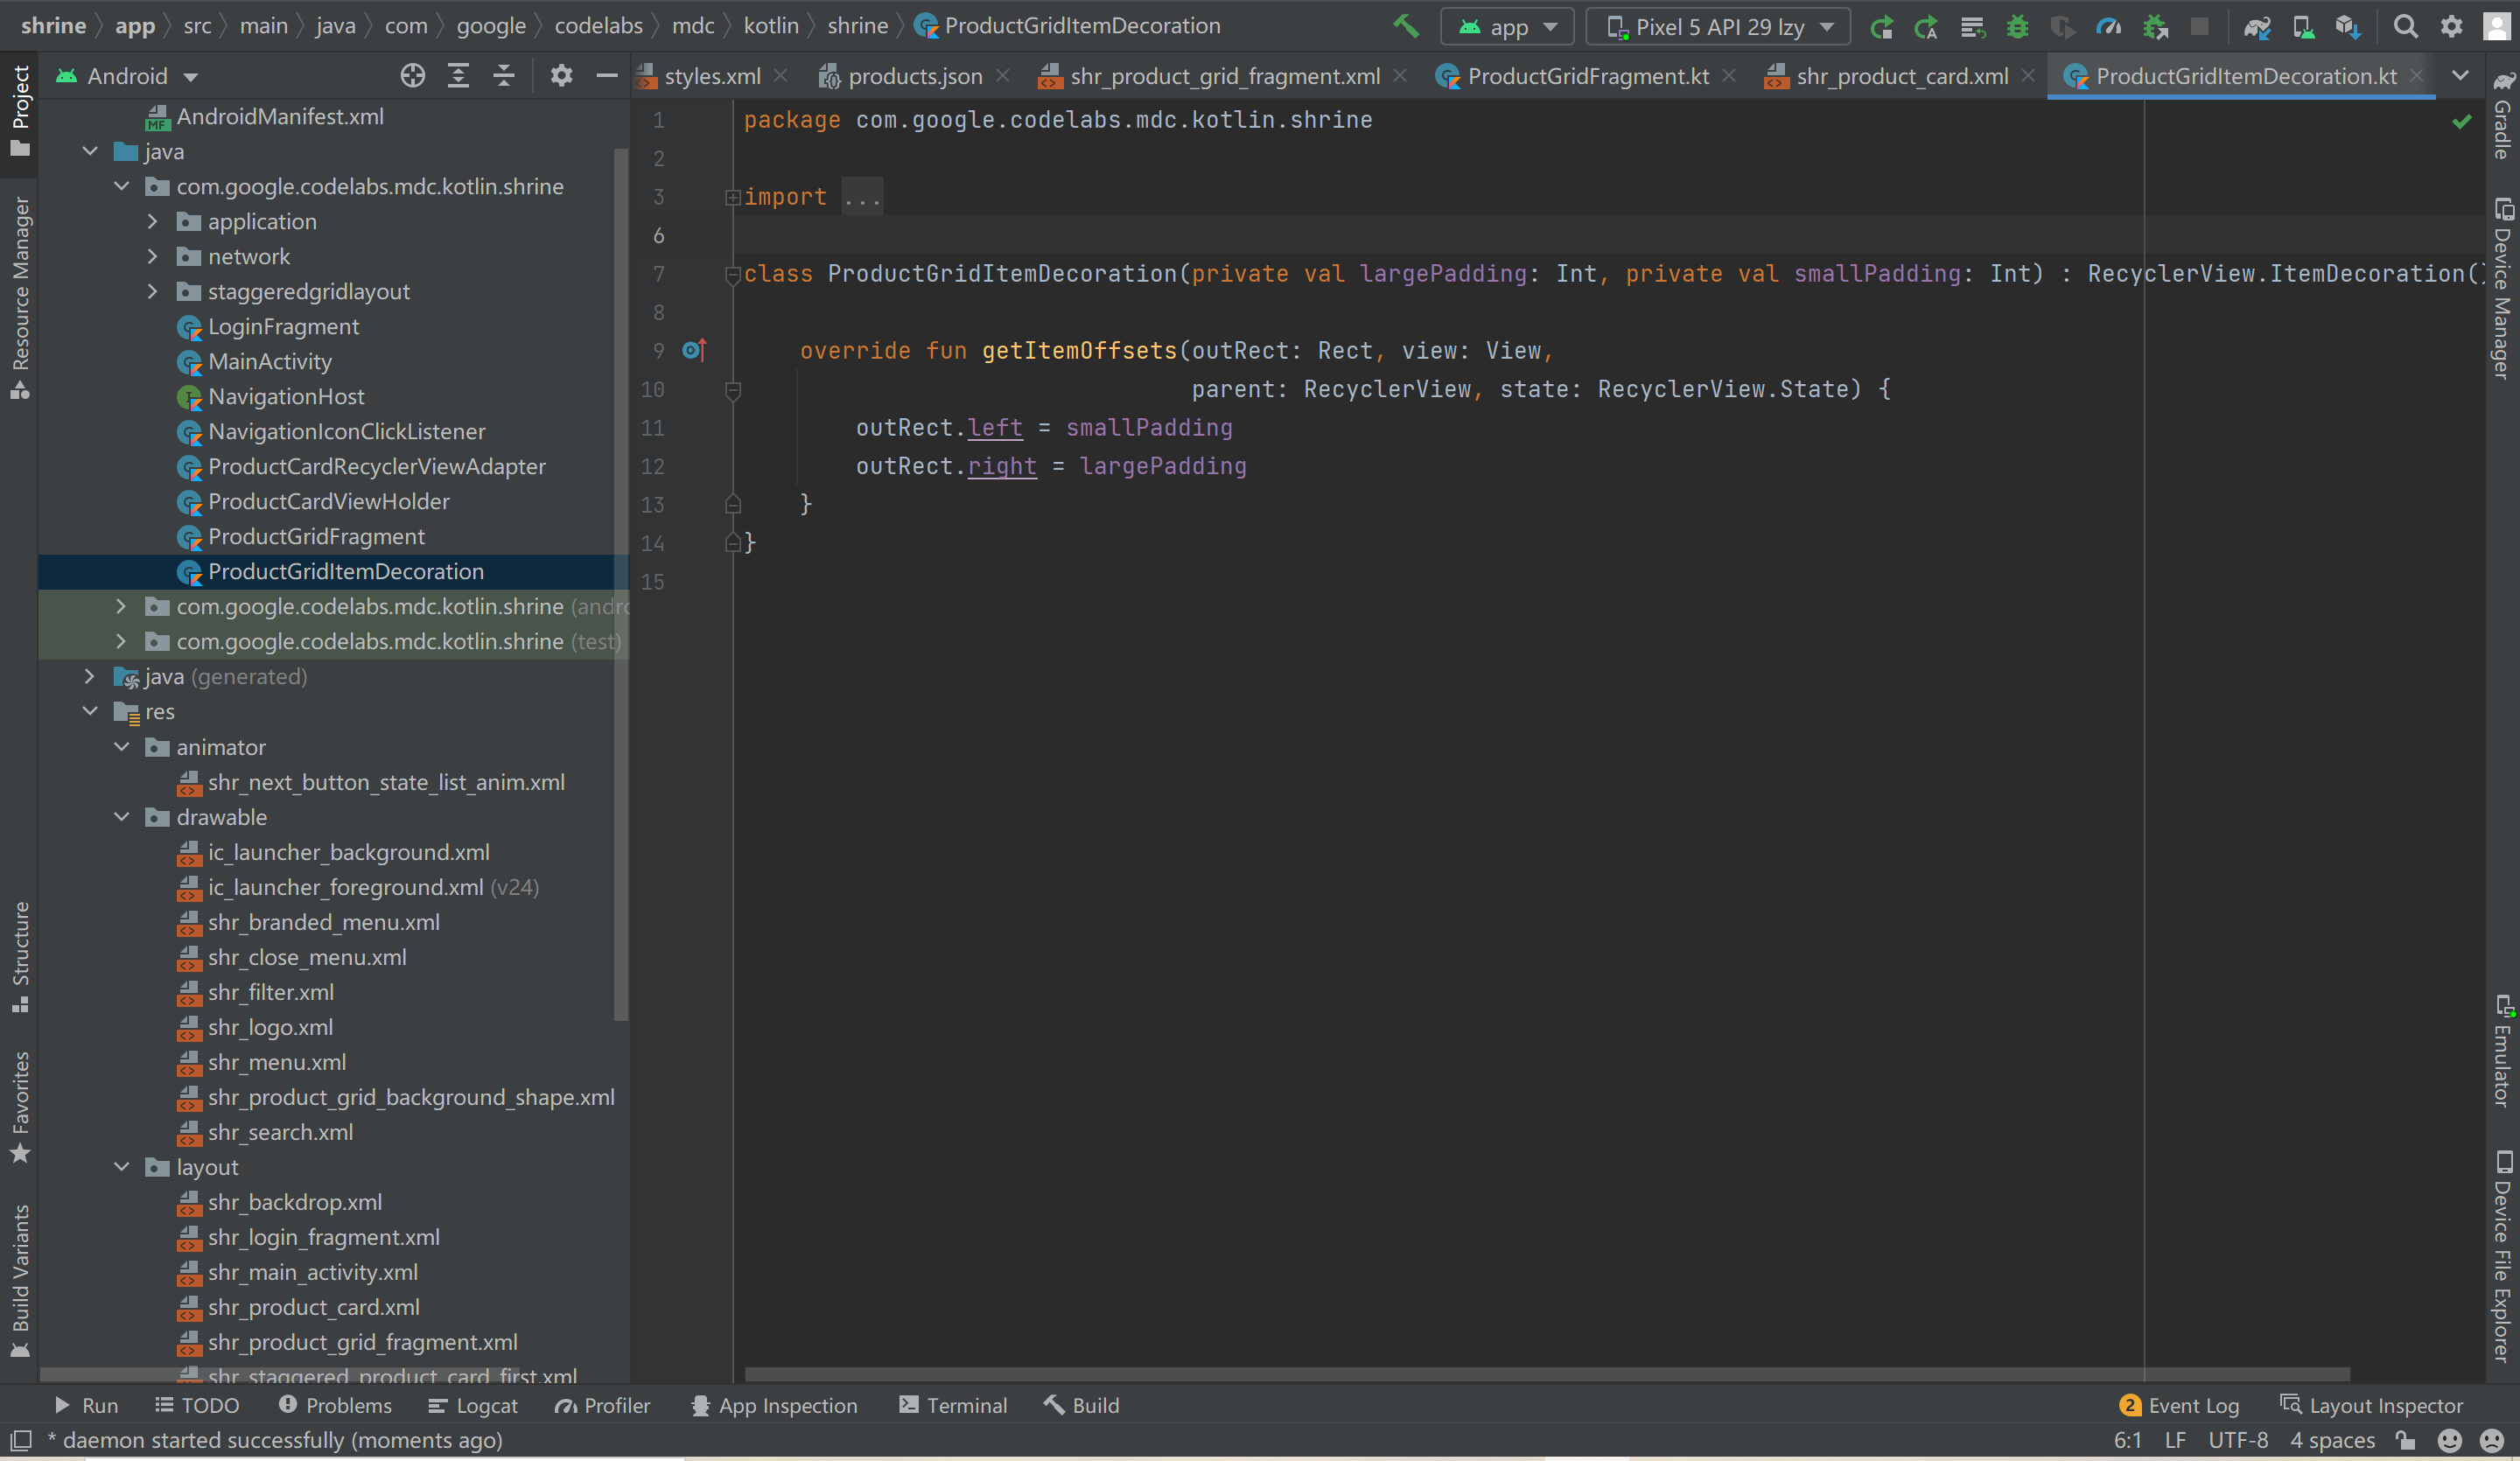 shrine app src main java com google codelabs mdc kotlin shrine ProductGridItemDecoration
app
Pixel 5 API 29 lzy
Project
Android
styles.xml
products.json
shr_product_grid_fragment.xml
ProductGridFragment.kt
shr_product_card.xml
ProductGridItemDecoration.kt
AndroidManifest.xml
java
com.google.codelabs.mdc.kotlin.shrine
application
network
staggeredgridlayout
LoginFragment
MainActivity
NavigationHost
NavigationIconClickListener
ProductCardRecyclerViewAdapter
ProductCardViewHolder
ProductGridFragment
ProductGridItemDecoration
com.google.codelabs.mdc.kotlin.shrine (andro
com.google.codelabs.mdc.kotlin.shrine (test)
java (generated)
res
animator
shr_next_button_state_list_anim.xml
drawable
ic_launcher_background.xml
ic_launcher_foreground.xml (v24)
shr_branded_menu.xml
shr_close_menu.xml
shr_filter.xml
shr_logo.xml
shr_menu.xml
shr_product_grid_background_shape.xml
shr_search.xml
layout
shr_backdrop.xml
shr_login_fragment.xml
shr_main_activity.xml
shr_product_card.xml
shr_product_grid_fragment.xml
shr_staggered_product_card_first.xml
Resource Manager
Structure
Favorites
Build Variants
1 package com.google.codelabs.mdc.kotlin.shrine
2
3 import ...
6
7 class ProductGridItemDecoration(private val largePadding: Int, private val smallPadding: Int) : RecyclerView.ItemDecoration()
8
9 override fun getItemOffsets(outRect: Rect, view: View,
10 parent: RecyclerView, state: RecyclerView.State) {
11 outRect.left = smallPadding
12 outRect.right = largePadding
13 }
14 }
15
Gradle
Device Manager
Emulator
Device File Explorer
Run
TODO
Problems
Logcat
Profiler
App Inspection
Terminal
Build
2 Event Log
Layout Inspector
* daemon started successfully (moments ago)
6:1 LF UTF-8 4 spaces